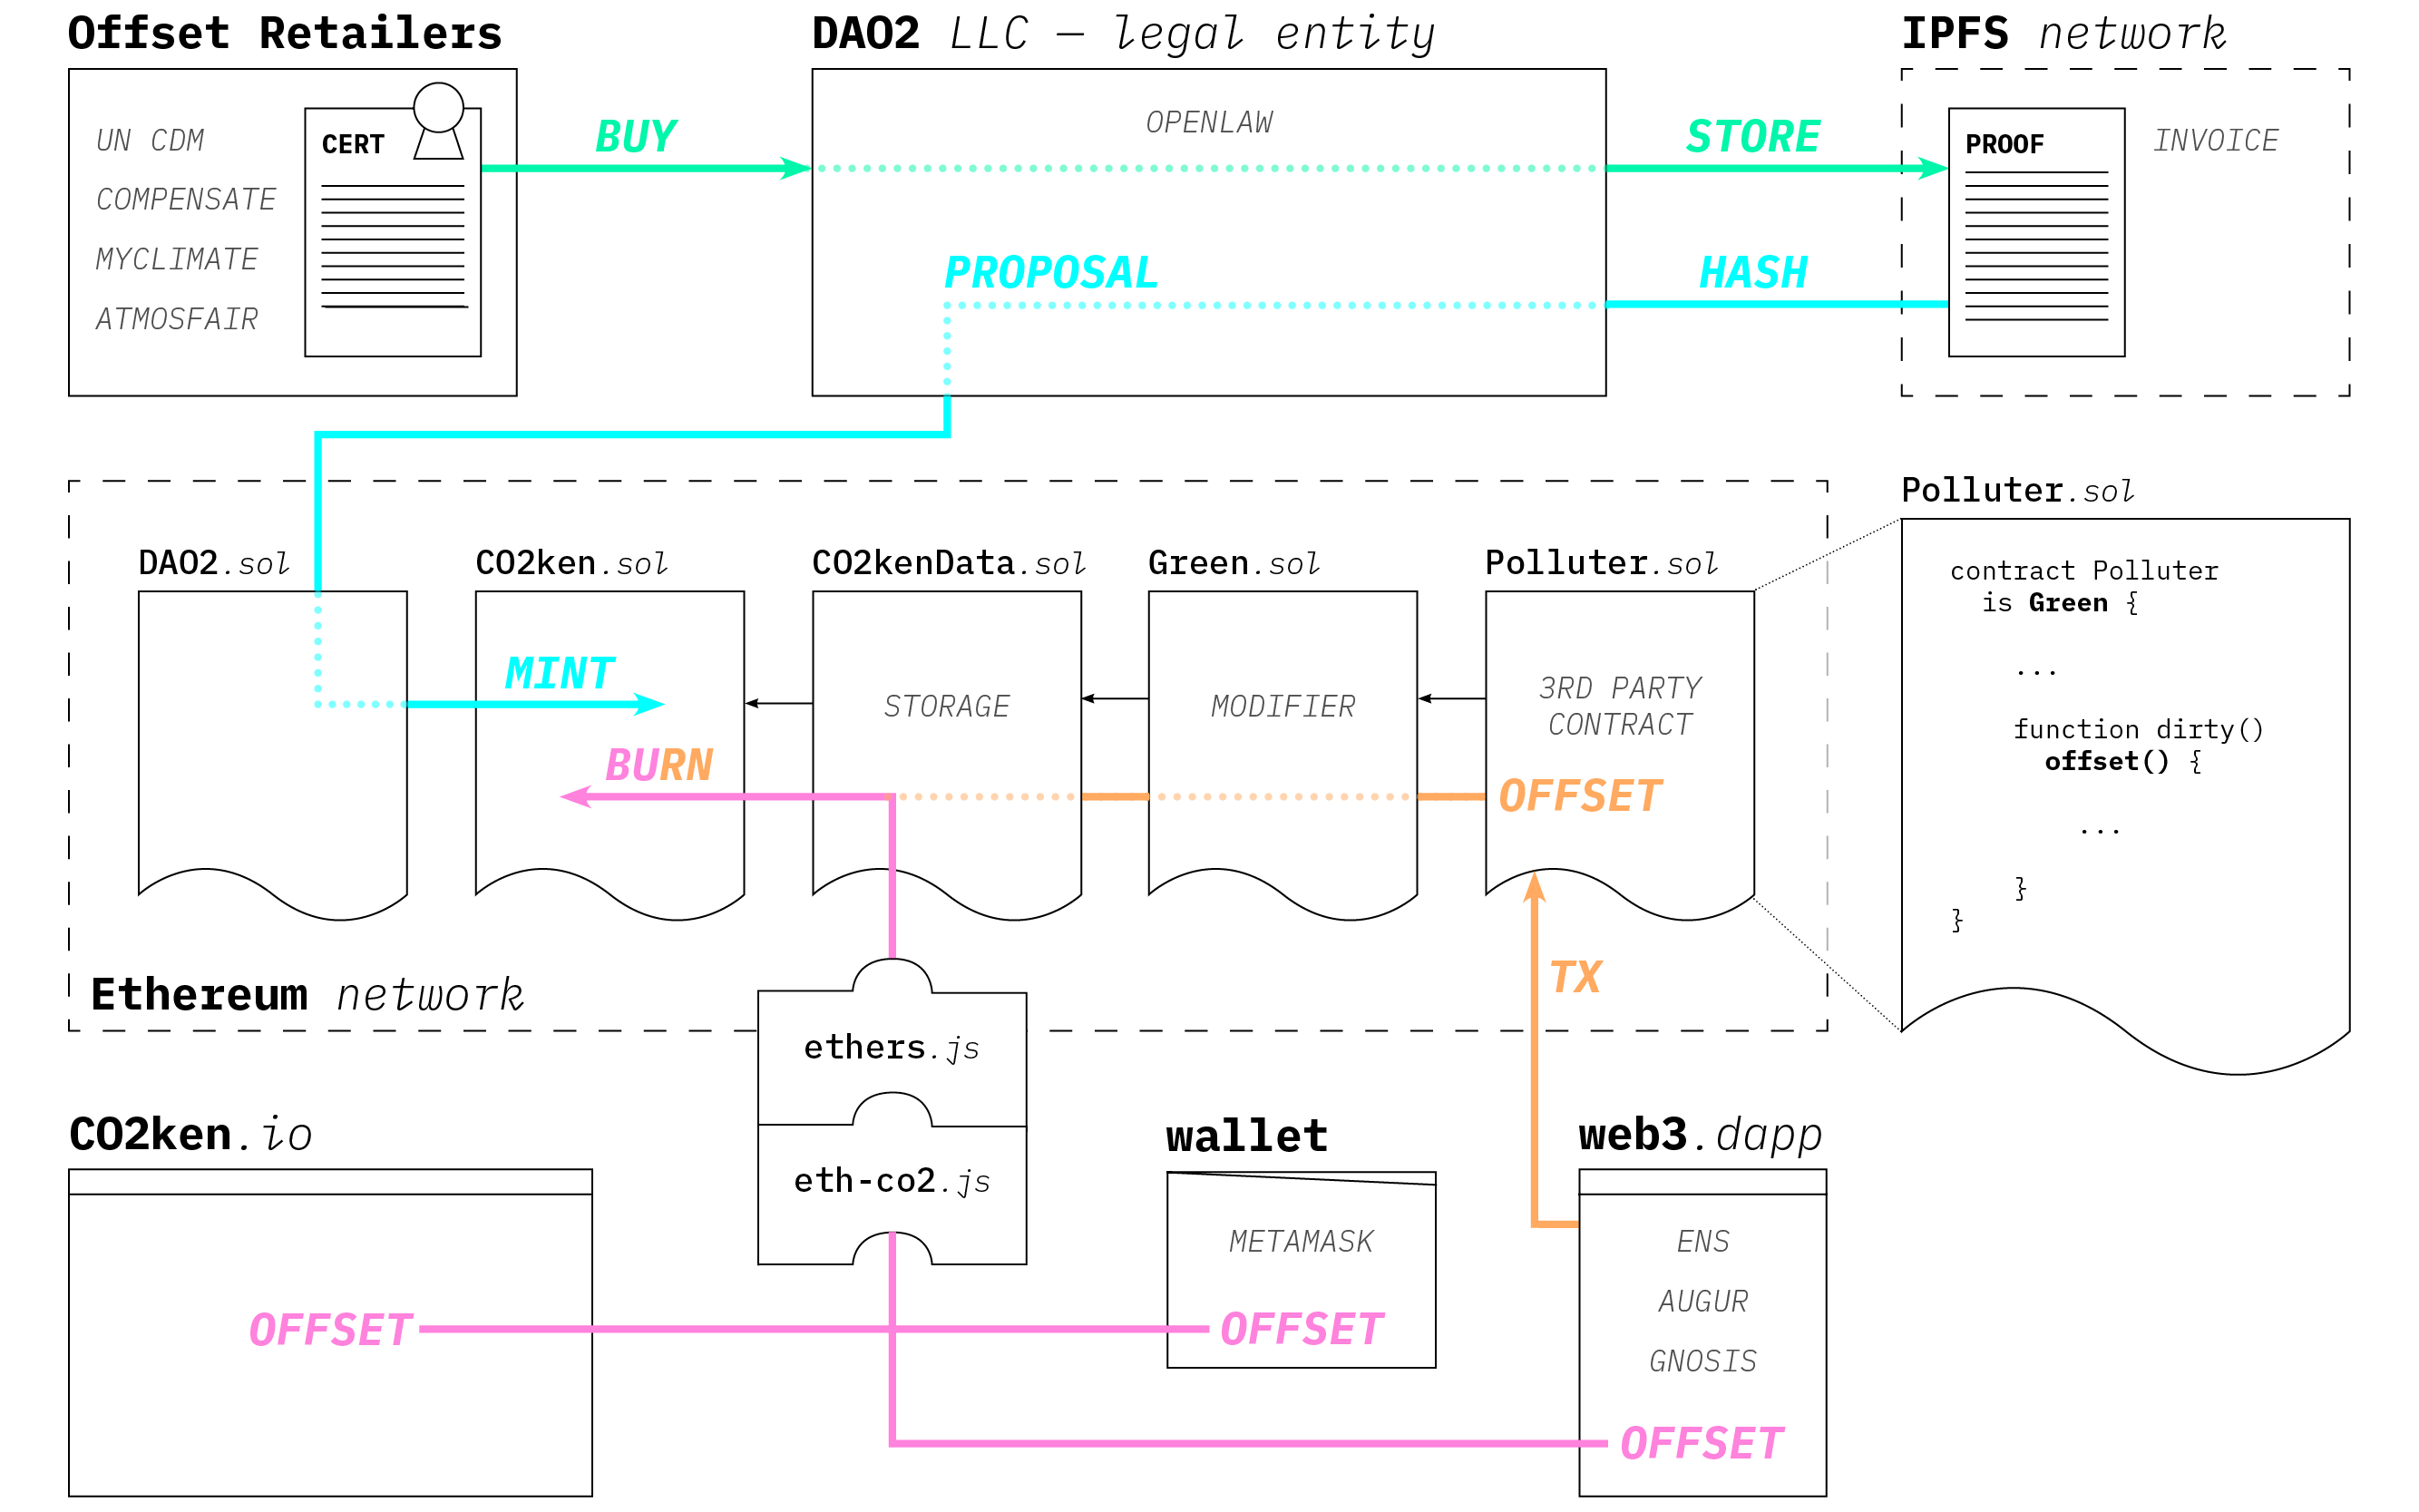 Offset Retailers
UN CDM
COMPENSATE
MYCLIMATE
ATMOSFAIR
CERT
BUY
DAO2 LLC — legal entity
OPENLAW
PROPOSAL
STORE
HASH
IPFS network
PROOF
INVOICE
DAO2.sol
CO2ken.sol
MINT
BURN
CO2kenData.sol
STORAGE
Green.sol
MODIFIER
Polluter.sol
3RD PARTY
CONTRACT
OFFSET
TX
Ethereum network
Polluter.sol
contract Polluter
is Green {
...
function dirty()
offset() {
...
}
}
ethers.js
eth-co2.js
CO2ken.io
OFFSET
wallet
METAMASK
OFFSET
web3.dapp
ENS
AUGUR
GNOSIS
OFFSET